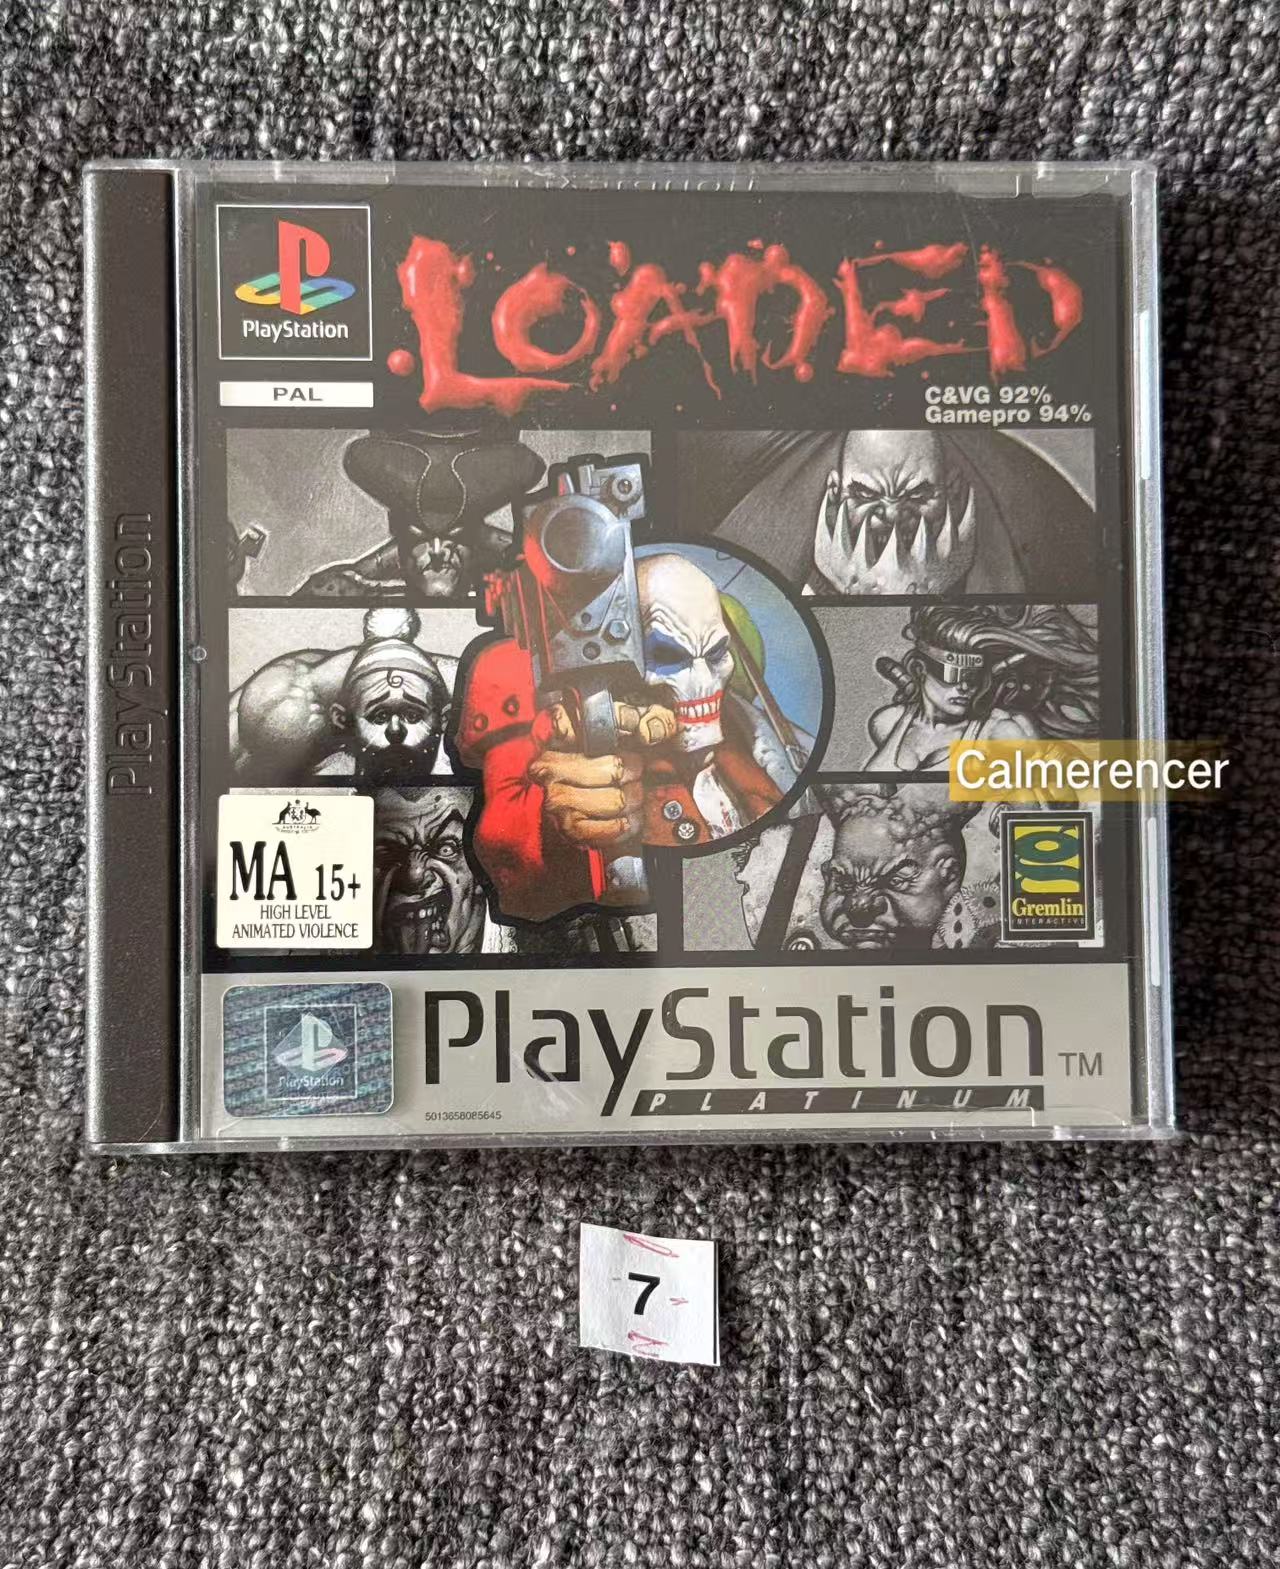 PlayStation
PlayStation
LOADED
PAL
C&VG 92%
Gamepro 94%
Calmerencer
AUSTRALIA
MA 15+
HIGH LEVEL
ANIMATED VIOLENCE
Gremlin
INTERACTIVE
PlayStation
PlayStation TM
PLATINUM
5013658085645
7